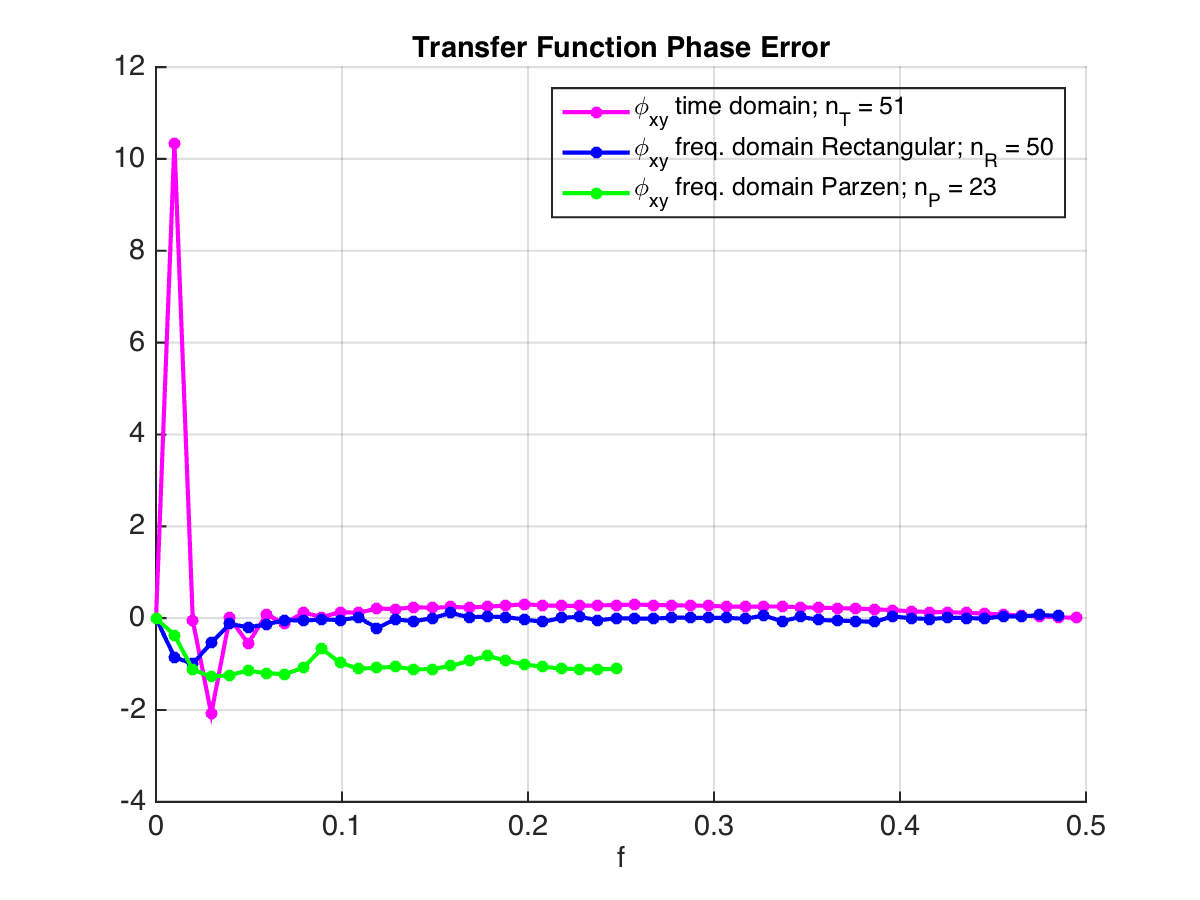 Transfer Function Phase Error
12
10
8
6
4
2
0
-2
-4
ϕxy time domain; nT = 51
ϕxy freq. domain Rectangular; nR = 50
ϕxy freq. domain Parzen; nP = 23
0 0.1 0.2 0.3 0.4 0.5
f